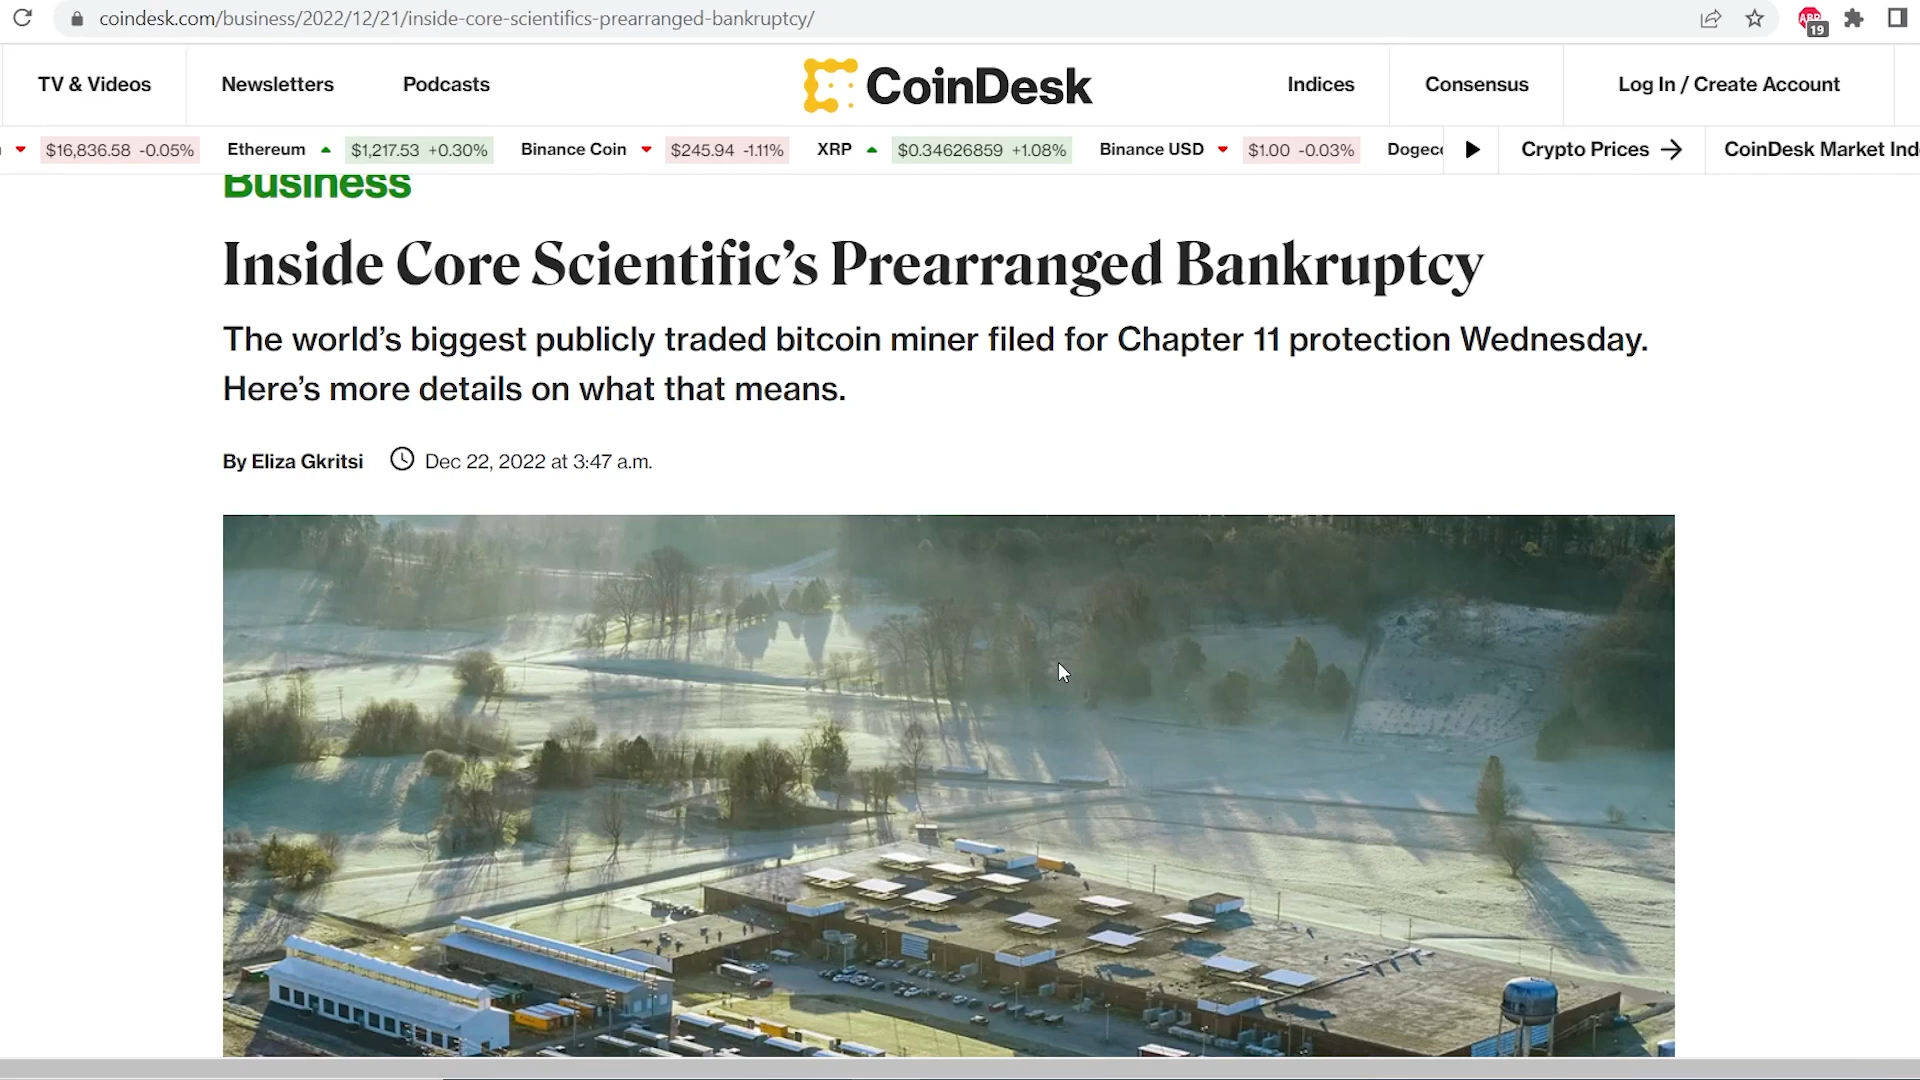 coindesk.com/business/2022/12/21/inside-core-scientifics-prearranged-bankruptcy/
ABP
19
TV & Videos
Newsletters
Podcasts
CoinDesk
Indices
Consensus
Log In / Create Account
$16,836.58 -0.05%
Ethereum $1,217.53 +0.30%
Binance Coin $245.94 -1.11%
XRP $0.34626859 +1.08%
Binance USD $1.00 -0.03%
Crypto Prices
CoinDesk Market
Business
Inside Core Scientific’s Prearranged Bankruptcy
The world’s biggest publicly traded bitcoin miner filed for Chapter 11 protection Wednesday.
Here’s more details on what that means.
By Eliza Gkritsi
Dec 22, 2022 at 3:47 a.m.